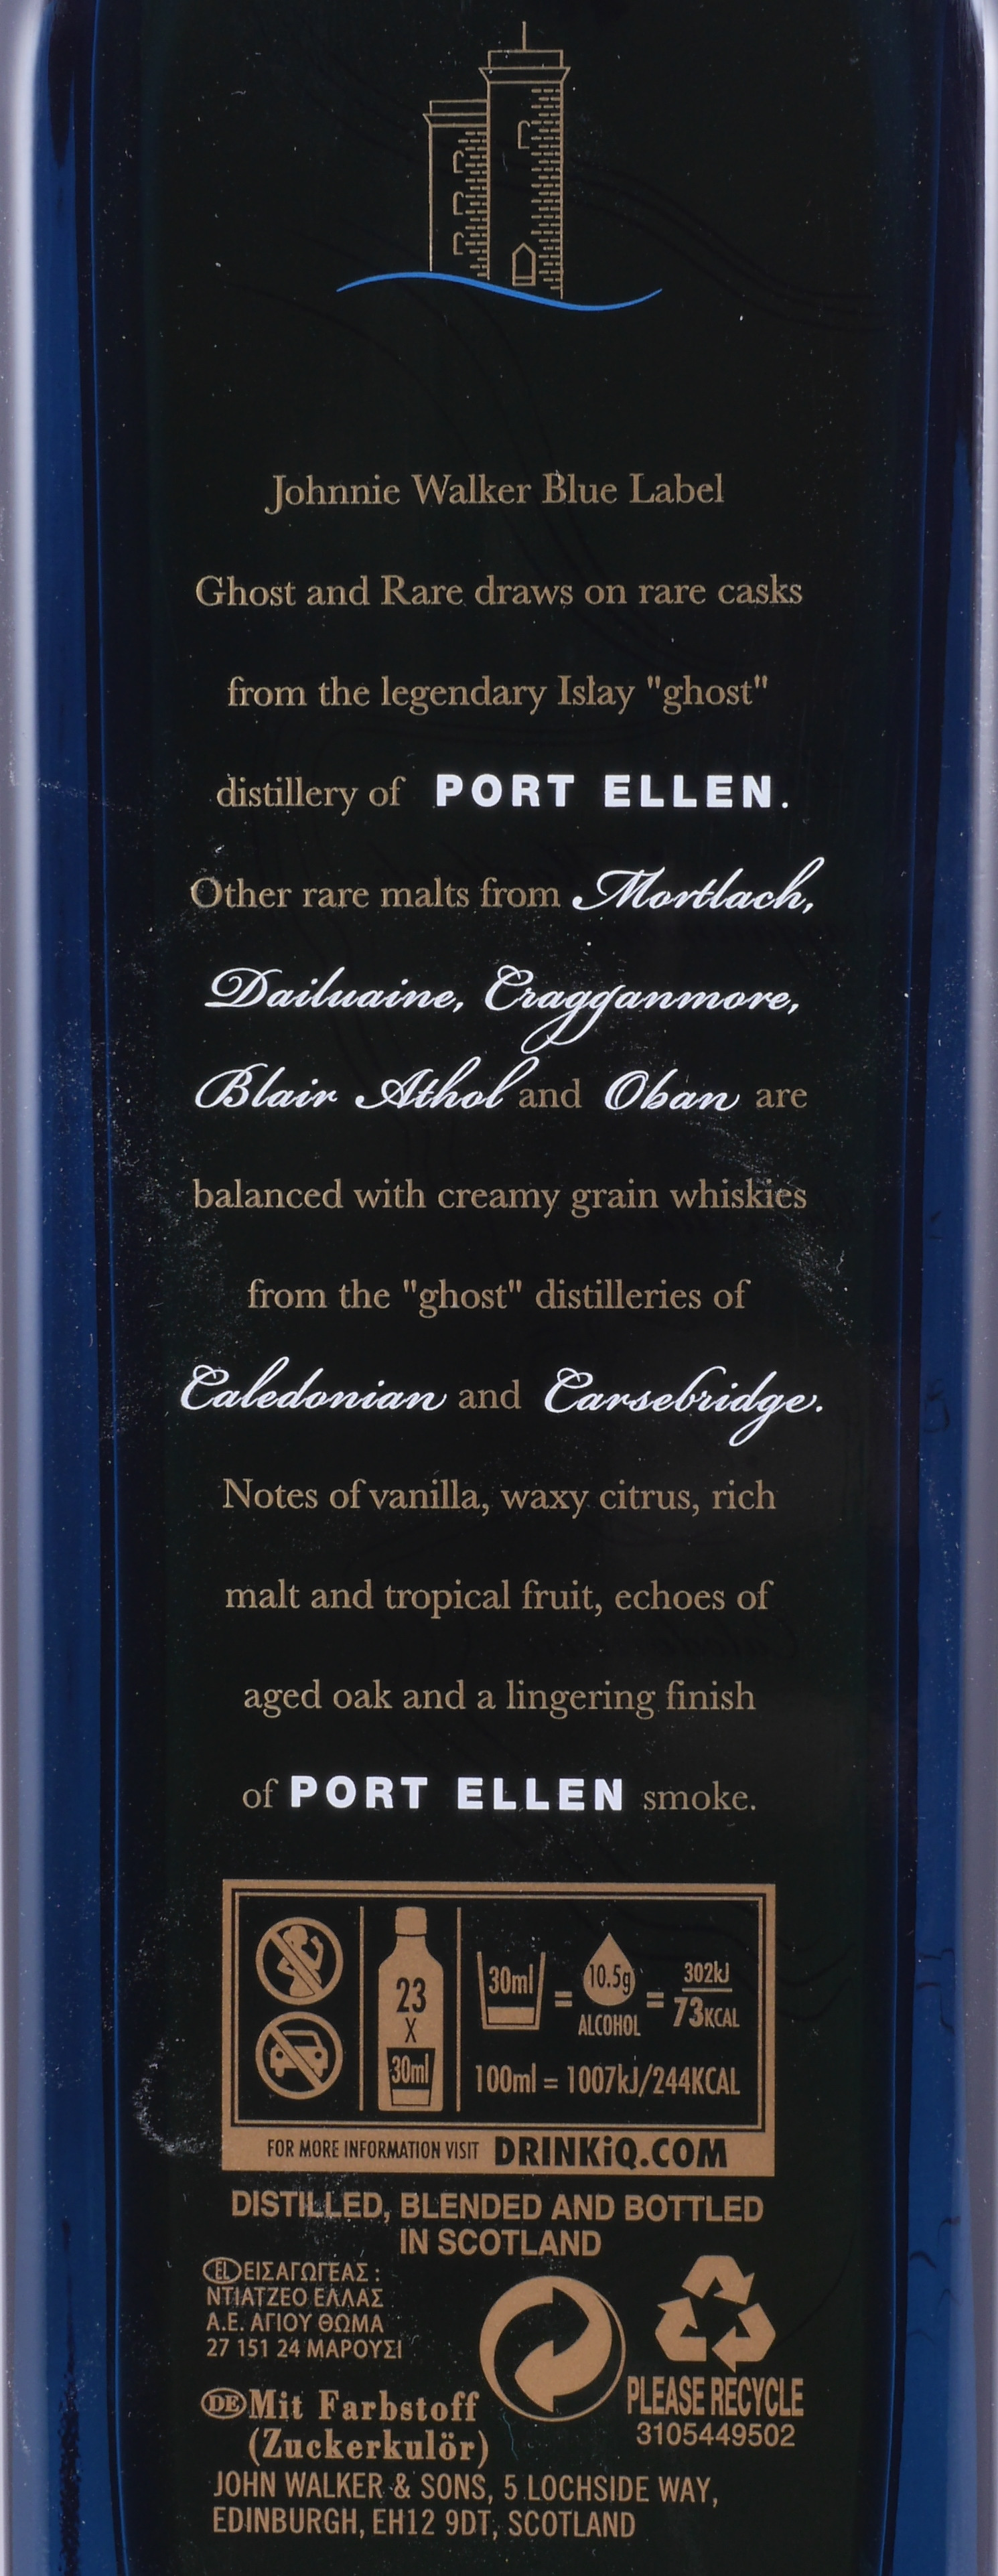 Johnnie Walker Blue Label
Ghost and Rare draws on rare casks
from the legendary Islay "ghost"
distillery of PORT ELLEN.
Other rare malts from Mortlach,
Dailuaine, Cragganmore,
Blair Athol and Oban are
balanced with creamy grain whiskies
from the "ghost" distilleries of
Caledonian and Carsebridge.
Notes of vanilla, waxy citrus, rich
malt and tropical fruit, echoes of
aged oak and a lingering finish
of PORT ELLEN smoke.
23
X
30ml
30ml = 10.5g ALCOHOL = 302kJ 73KCAL
100ml = 1007kJ/244KCAL
FOR MORE INFORMATION VISIT DRINKiQ.COM
DISTILLED, BLENDED AND BOTTLED
IN SCOTLAND
EL ΕΙΣΑΓΩΓΕΑΣ :
ΝΤΙΑΤΖΕΟ ΕΛΛΑΣ
Α.Ε. ΑΓΙΟΥ ΘΩΜΑ
27 151 24 ΜΑΡΟΥΣΙ
DE Mit Farbstoff
(Zuckerkulör)
PLEASE RECYCLE
3105449502
JOHN WALKER & SONS, 5 LOCHSIDE WAY,
EDINBURGH, EH12 9DT, SCOTLAND